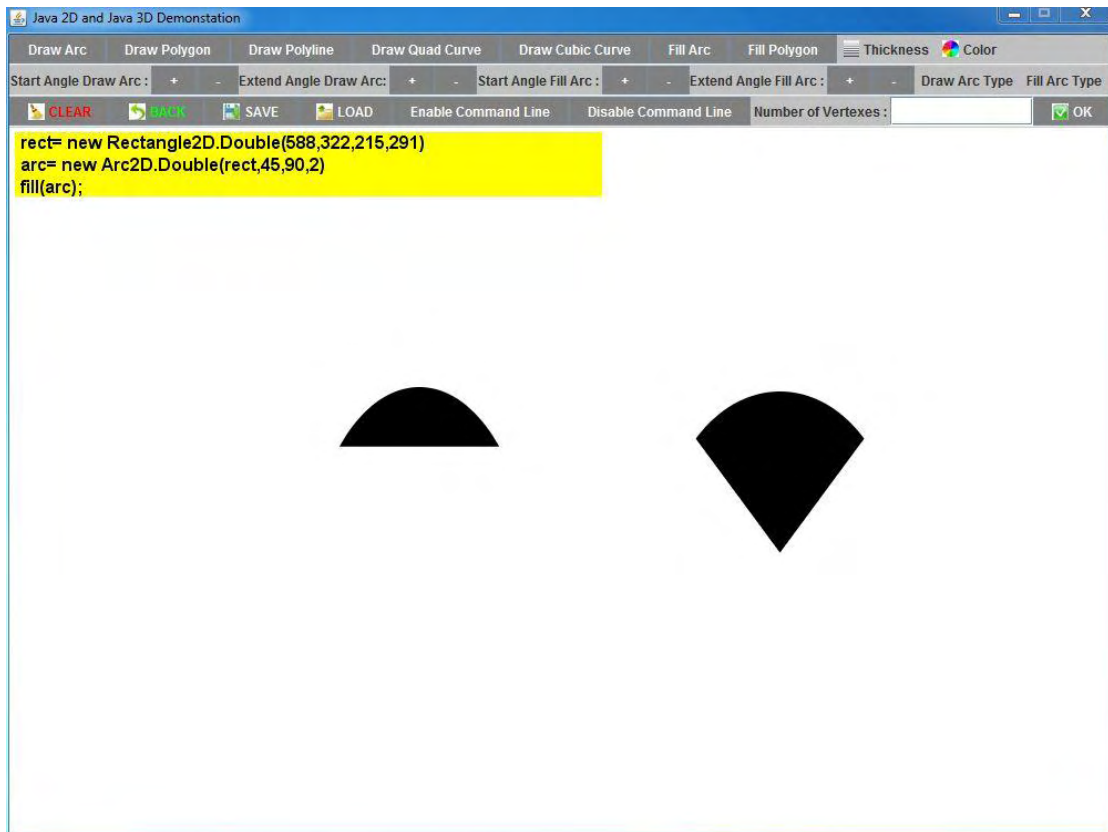 Java 2D and Java 3D Demonstation
Draw Arc Draw Polygon Draw Polyline Draw Quad Curve Draw Cubic Curve Fill Arc Fill Polygon Thickness Color
Start Angle Draw Arc : + - Extend Angle Draw Arc: + - Start Angle Fill Arc : + - Extend Angle Fill Arc : + - Draw Arc Type Fill Arc Type
CLEAR BACK SAVE LOAD Enable Command Line Disable Command Line Number of Vertexes : OK
rect= new Rectangle2D.Double(588,322,215,291)
arc= new Arc2D.Double(rect,45,90,2)
fill(arc);